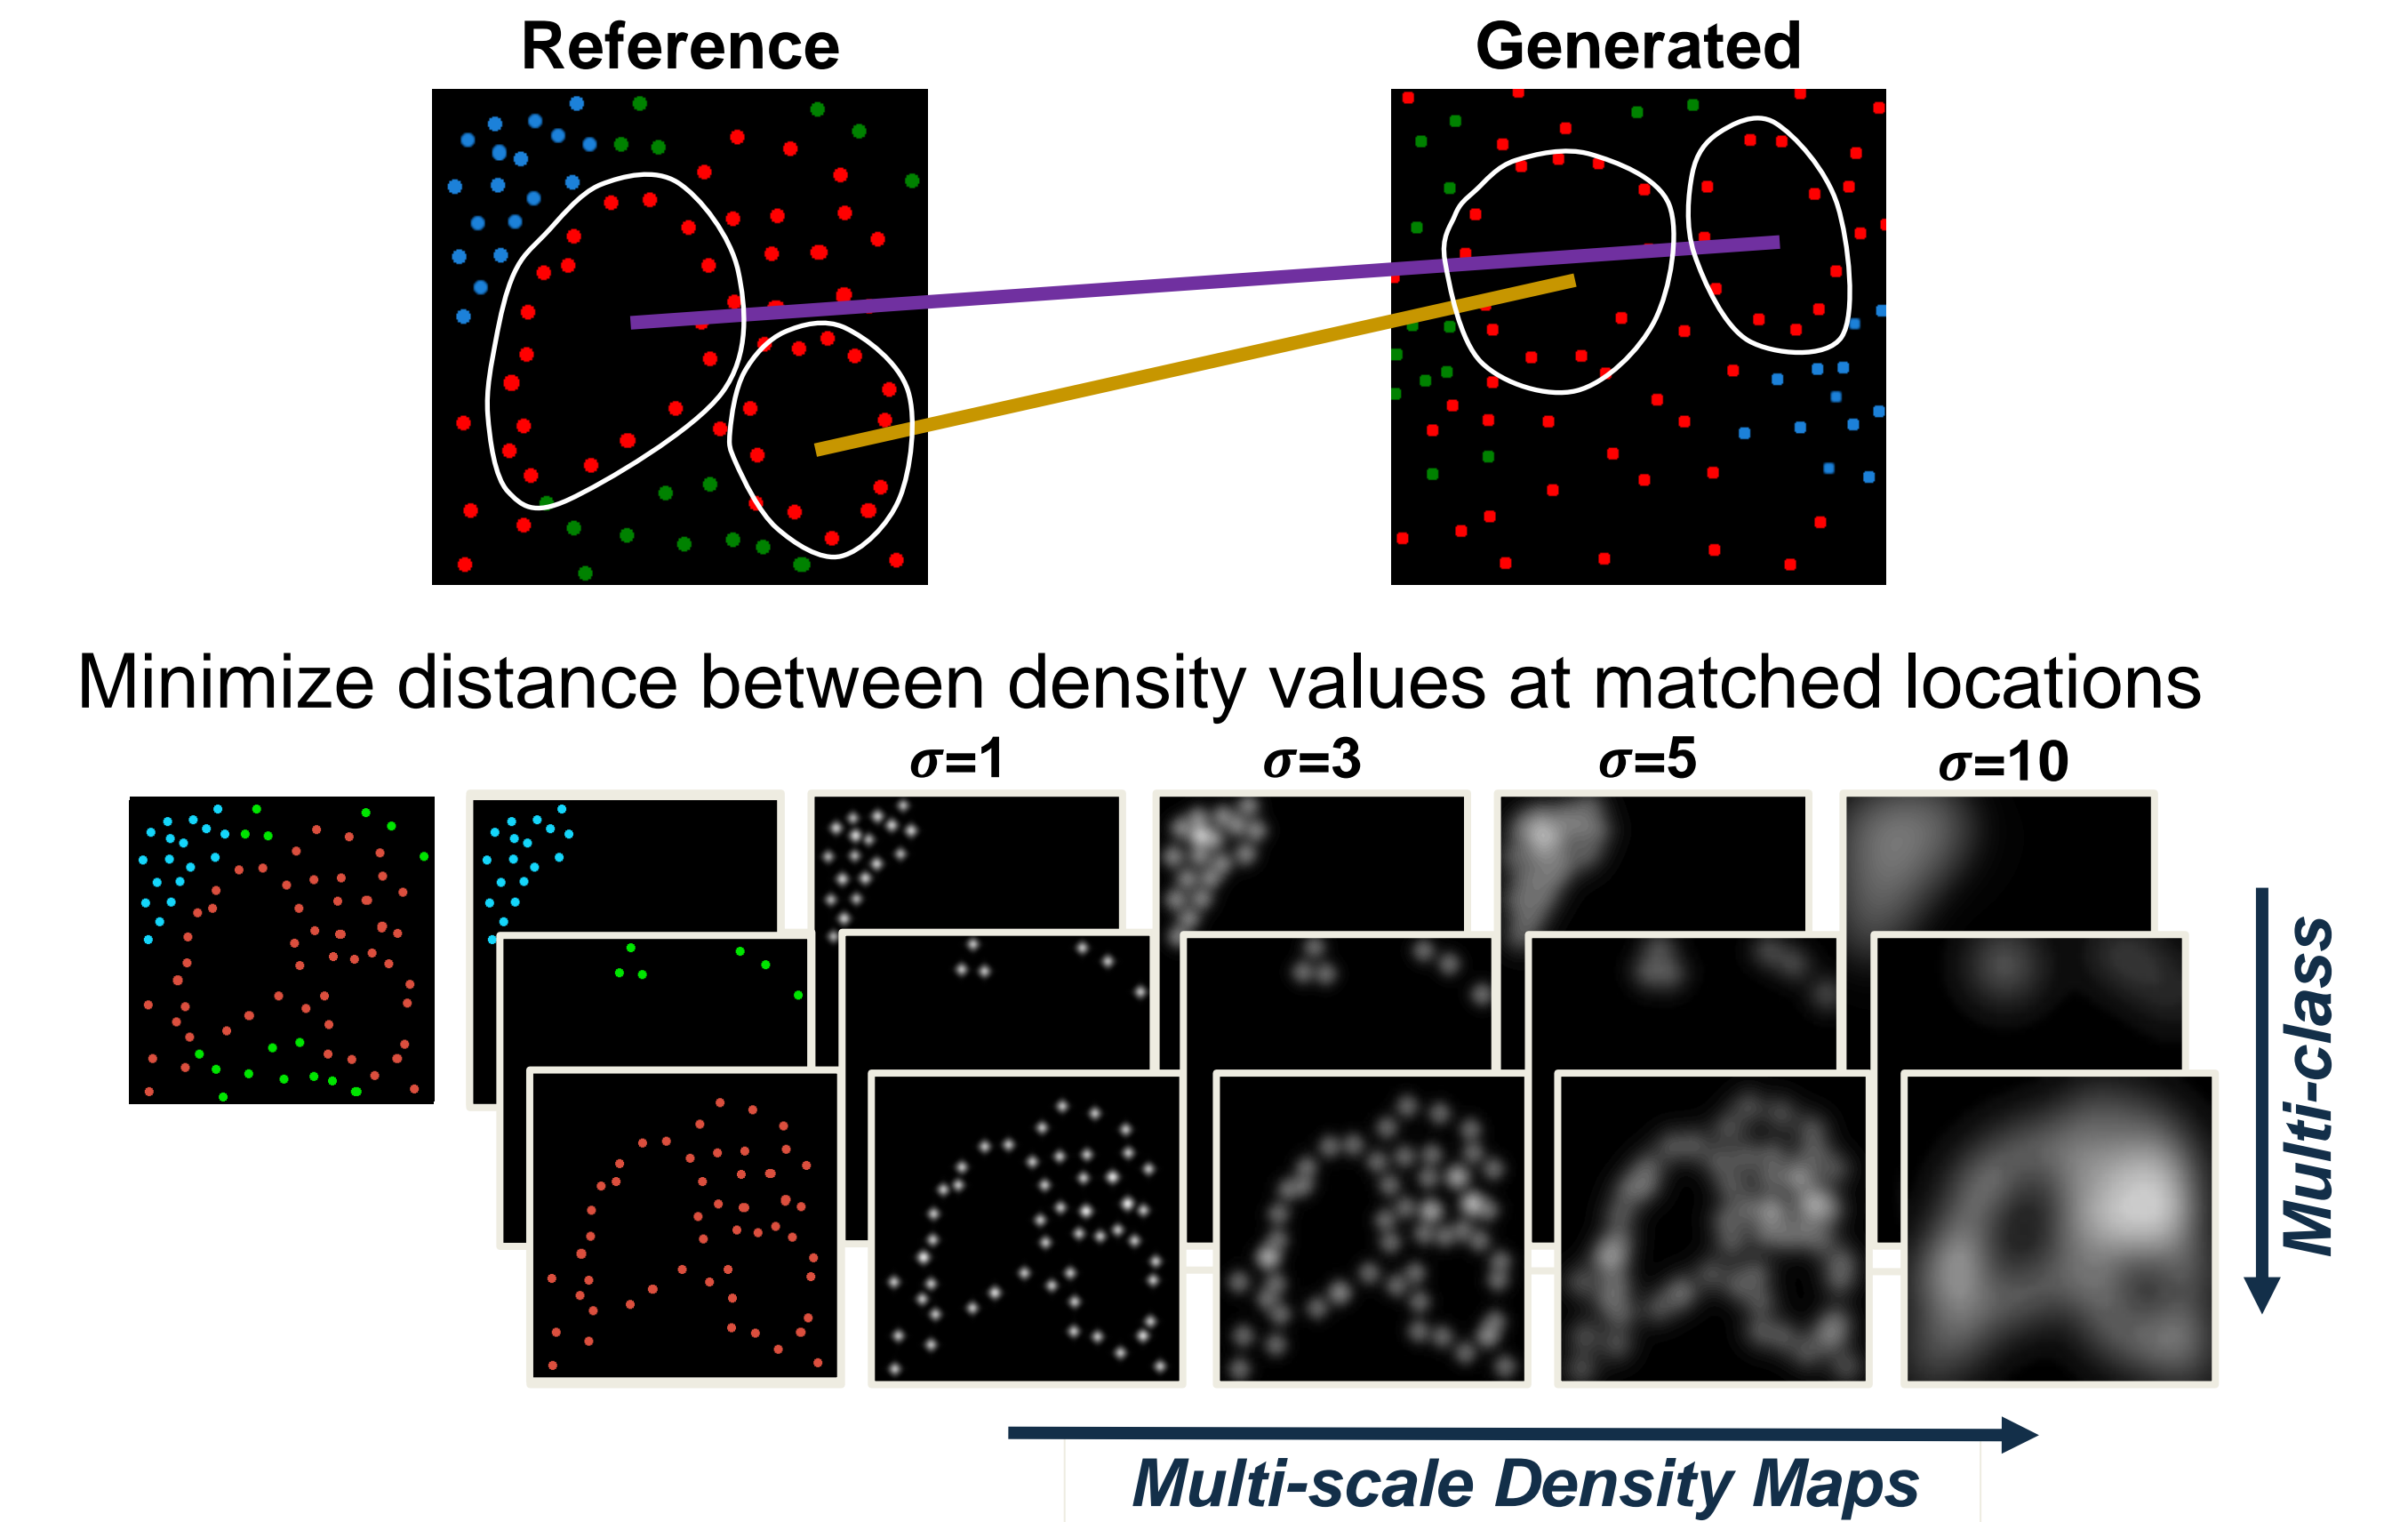 Reference
Generated
Minimize distance between density values at matched locations
σ=1
σ=3
σ=5
σ=10
Multi-class
Multi-scale Density Maps